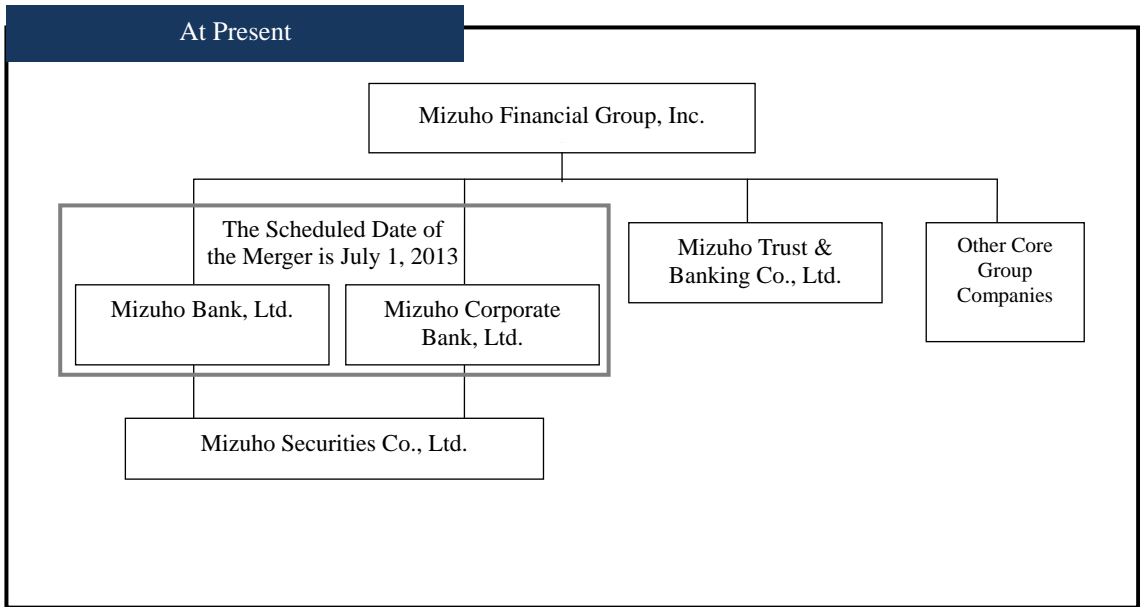 At Present
Mizuho Financial Group, Inc.
The Scheduled Date of
the Merger is July 1, 2013
Mizuho Bank, Ltd.
Mizuho Corporate
Bank, Ltd.
Mizuho Trust &
Banking Co., Ltd.
Other Core
Group
Companies
Mizuho Securities Co., Ltd.